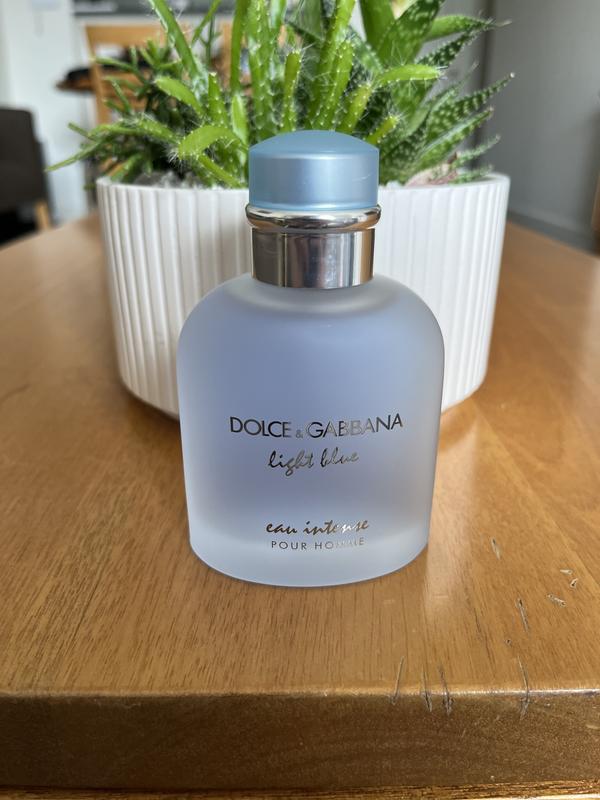 DOLCE & GABBANA
light blue
eau intense
POUR HOMME